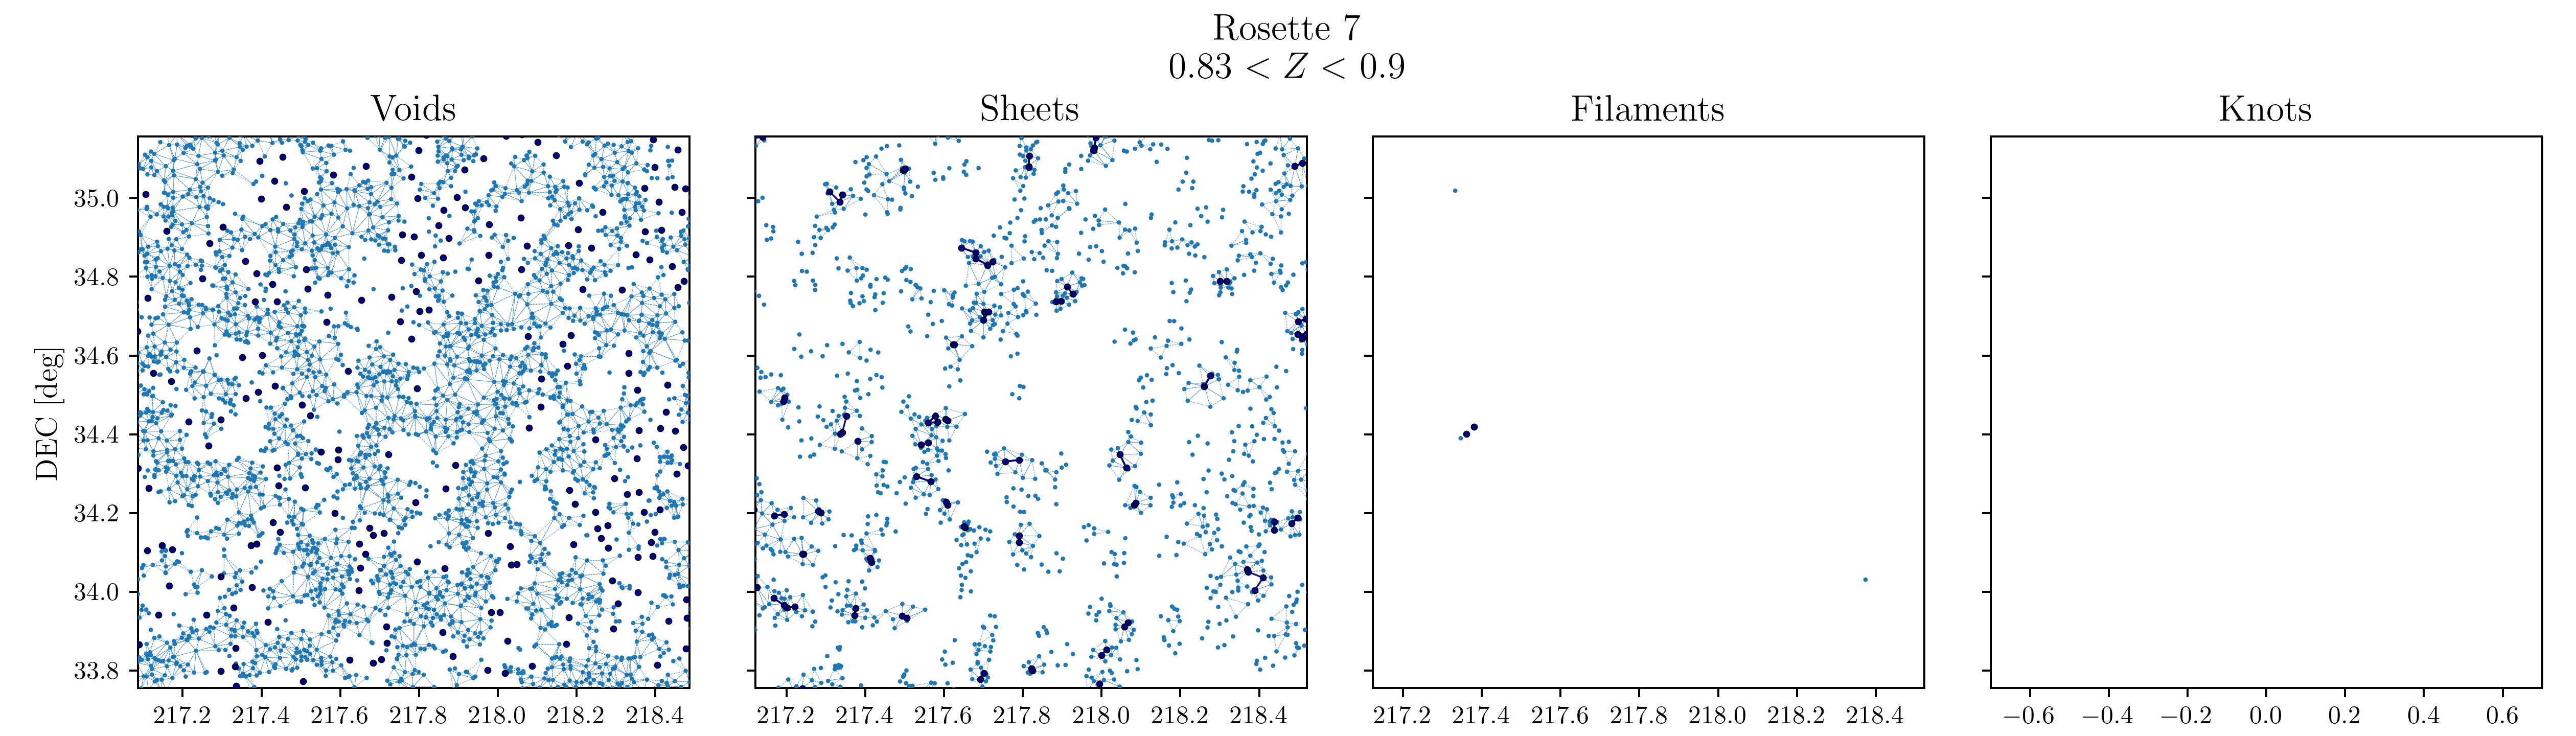 Rosette 7
0.83 < Z < 0.9
Voids Sheets Filaments Knots
DEC [deg]
35.0
34.8
34.6
34.4
34.2
34.0
33.8
217.2 217.4 217.6 217.8 218.0 218.2 218.4
217.2 217.4 217.6 217.8 218.0 218.2 218.4
217.2 217.4 217.6 217.8 218.0 218.2 218.4
−0.6 −0.4 −0.2 0.0 0.2 0.4 0.6